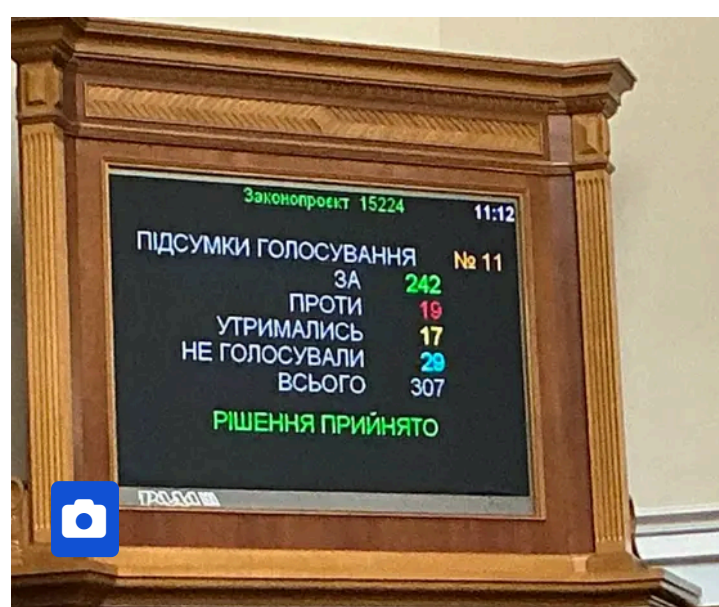 Законопроєкт 15224
11:12
ПІДСУМКИ ГОЛОСУВАННЯ № 11
ЗА 242
ПРОТИ 19
УТРИМАЛИСЬ 17
НЕ ГОЛОСУВАЛИ 29
ВСЬОГО 307
РІШЕННЯ ПРИЙНЯТО